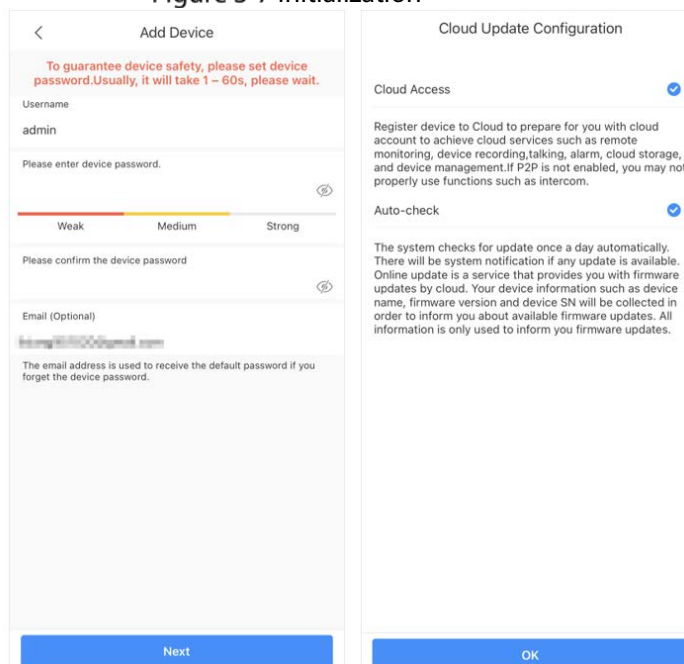 Initialization
Add Device
To guarantee device safety, please set device
password.Usually, it will take 1 – 60s, please wait.
Username
admin
Please enter device password.
Weak Medium Strong
Please confirm the device password
Email (Optional)
The email address is used to receive the default password if you
forget the device password.
Next
Cloud Update Configuration
Cloud Access
Register device to Cloud to prepare for you with cloud
account to achieve cloud services such as remote
monitoring, device recording,talking, alarm, cloud storage,
and device management.If P2P is not enabled, you may not
properly use functions such as intercom.
Auto-check
The system checks for update once a day automatically.
There will be system notification if any update is available.
Online update is a service that provides you with firmware
updates by cloud. Your device information such as device
name, firmware version and device SN will be collected in
order to inform you about available firmware updates. All
information is only used to inform you firmware updates.
OK